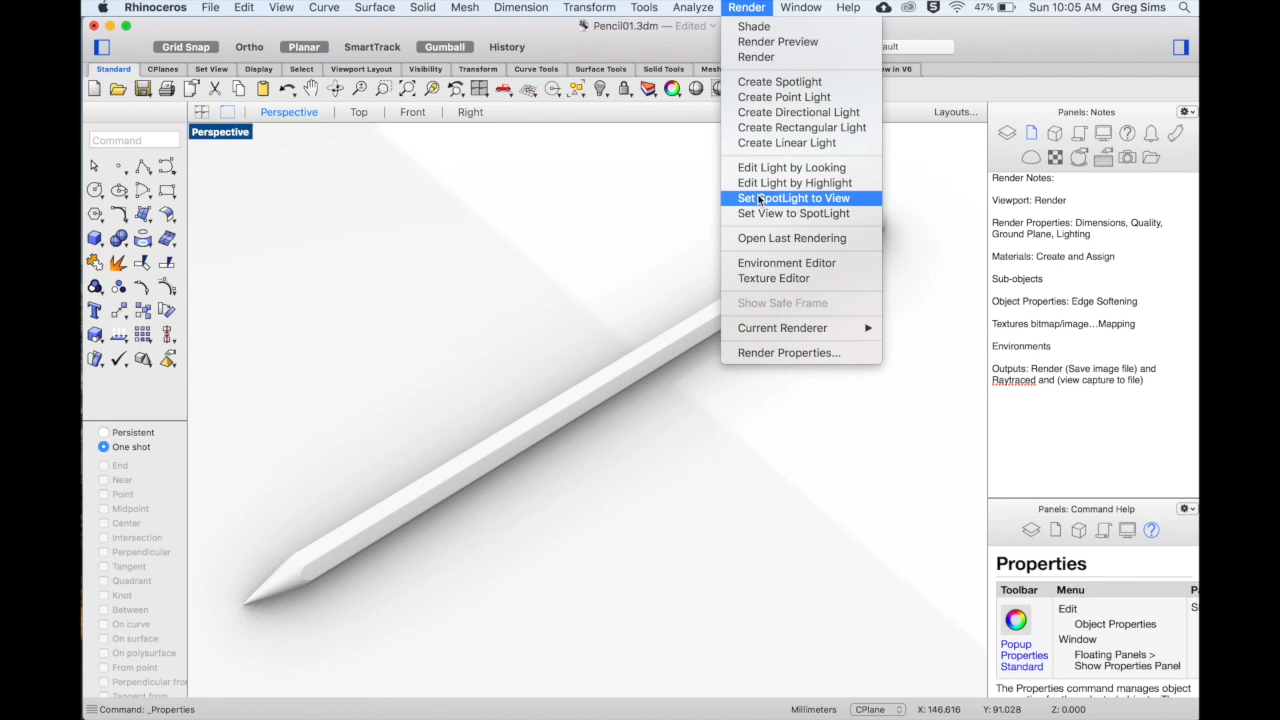 Rhinoceros File Edit View Curve Surface Solid Mesh Dimension Transform Tools Analyze Render Window Help 47% Sun 10:05 AM Greg Sims
Pencil01.3dm — Edited
Grid Snap Ortho Planar SmartTrack Gumball History
ault
Standard CPlanes Set View Display Select Viewport Layout Visibility Transform Curve Tools Surface Tools Solid Tools Mesh
w in V6
Perspective Top Front Right
Layouts...
Perspective
Command
Persistent
One shot
End
Near
Point
Midpoint
Center
Intersection
Perpendicular
Tangent
Quadrant
Knot
Between
On curve
On surface
On polysurface
From point
Perpendicular from
Tangent from
Shade
Render Preview
Render
Create Spotlight
Create Point Light
Create Directional Light
Create Rectangular Light
Create Linear Light
Edit Light by Looking
Edit Light by Highlight
Set SpotLight to View
Set View to SpotLight
Open Last Rendering
Environment Editor
Texture Editor
Show Safe Frame
Current Renderer
Render Properties...
Panels: Notes
Render Notes:
Viewport: Render
Render Properties: Dimensions, Quality,
Ground Plane, Lighting
Materials: Create and Assign
Sub-objects
Object Properties: Edge Softening
Textures bitmap/image...Mapping
Environments
Outputs: Render (Save image file) and
Raytraced and (view capture to file)
Panels: Command Help
Properties
Toolbar Menu
Popup
Properties
Standard
Edit
Object Properties
Window
Floating Panels >
Show Properties Panel
The Properties command manages object
Command: _Properties
Millimeters CPlane X: 146.616 Y: 91.028 Z: 0.000